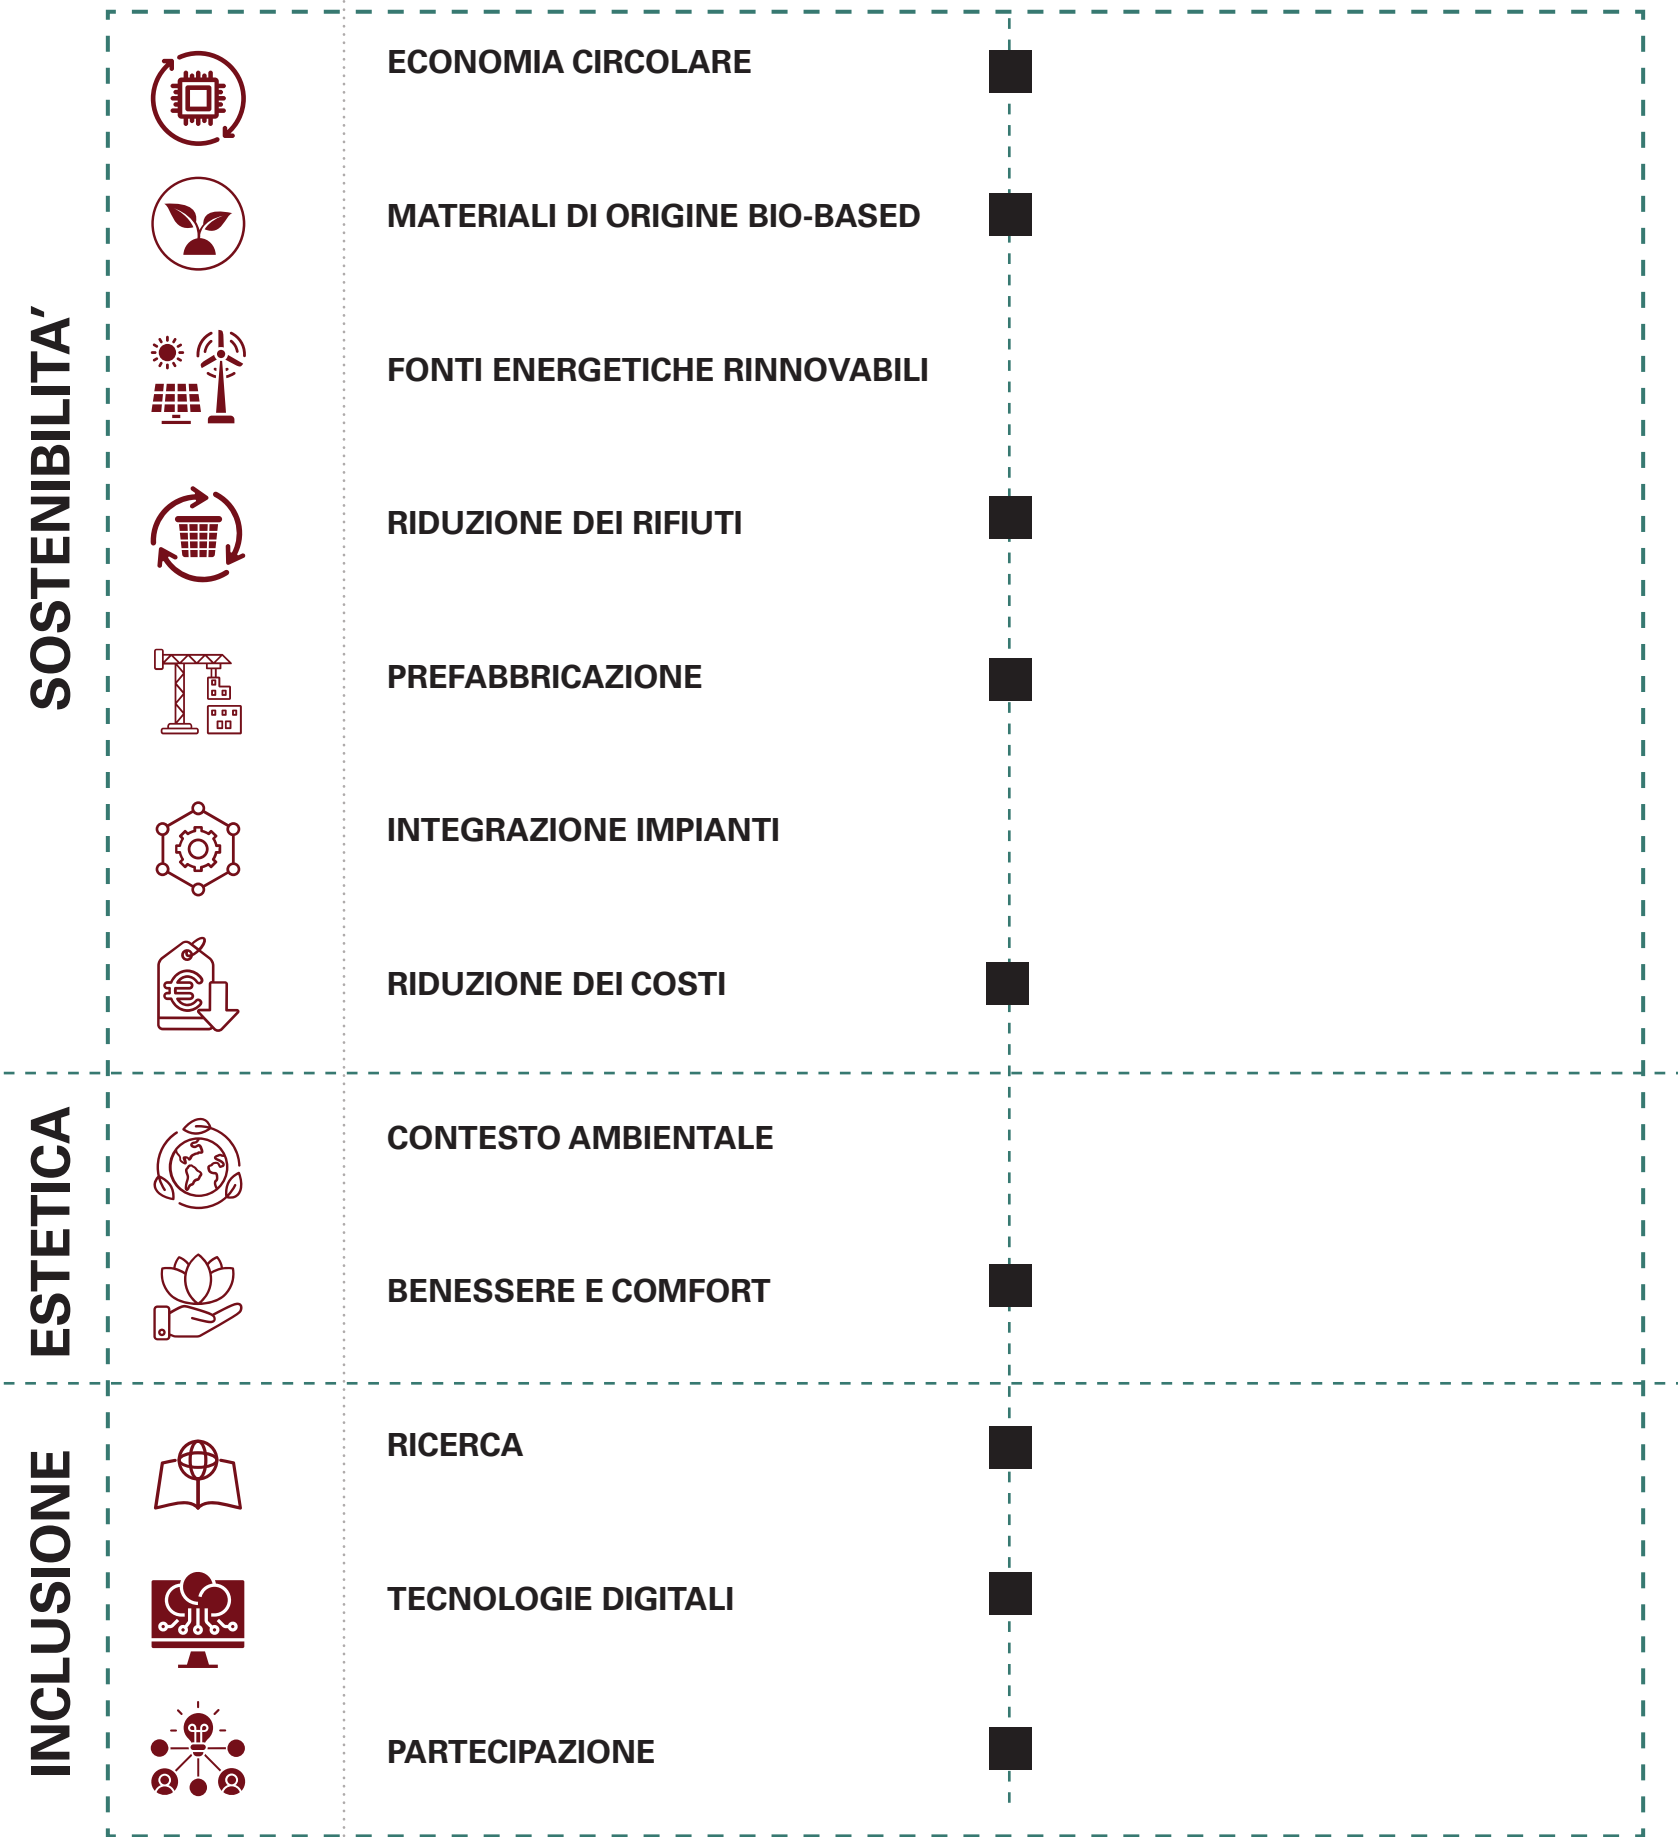 SOSTENIBILITA’
ECONOMIA CIRCOLARE
MATERIALI DI ORIGINE BIO-BASED
FONTI ENERGETICHE RINNOVABILI
RIDUZIONE DEI RIFIUTI
PREFABBRICAZIONE
INTEGRAZIONE IMPIANTI
RIDUZIONE DEI COSTI
ESTETICA
CONTESTO AMBIENTALE
BENESSERE E COMFORT
INCLUSIONE
RICERCA
TECNOLOGIE DIGITALI
PARTECIPAZIONE